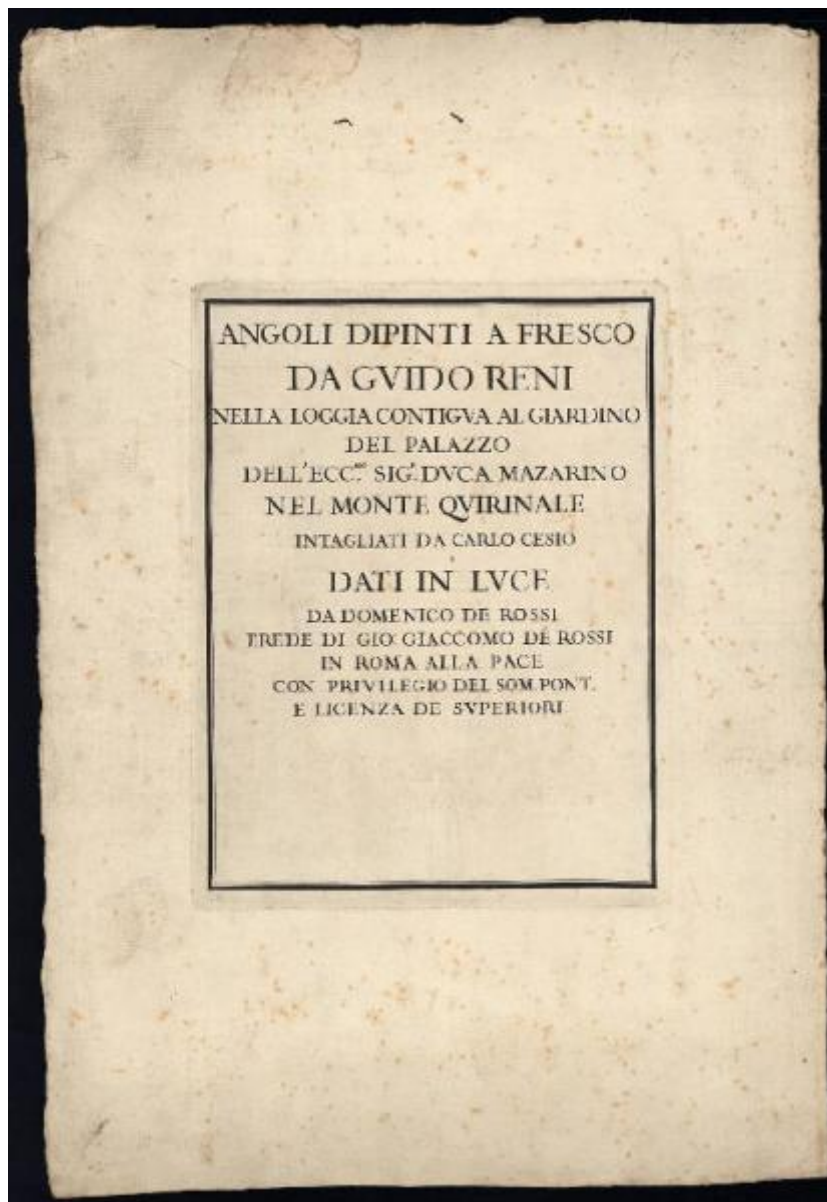 ANGOLI DIPINTI A FRESCO
DA GVIDO RENI
NELLA LOGGIA CONTIGVA AL GIARDINO
DEL PALAZZO
DELL'ECC.mo SIG.r DVCA MAZARINO
NEL MONTE QVIRINALE
INTAGLIATI DA CARLO CESIO
DATI IN LVCE
DA DOMENICO DE ROSSI
EREDE DI GIO: GIACCOMO DE ROSSI
IN ROMA ALLA PACE
CON PRIVILEGIO DEL SOM. PONT.
E LICENZA DE SVPERIORI